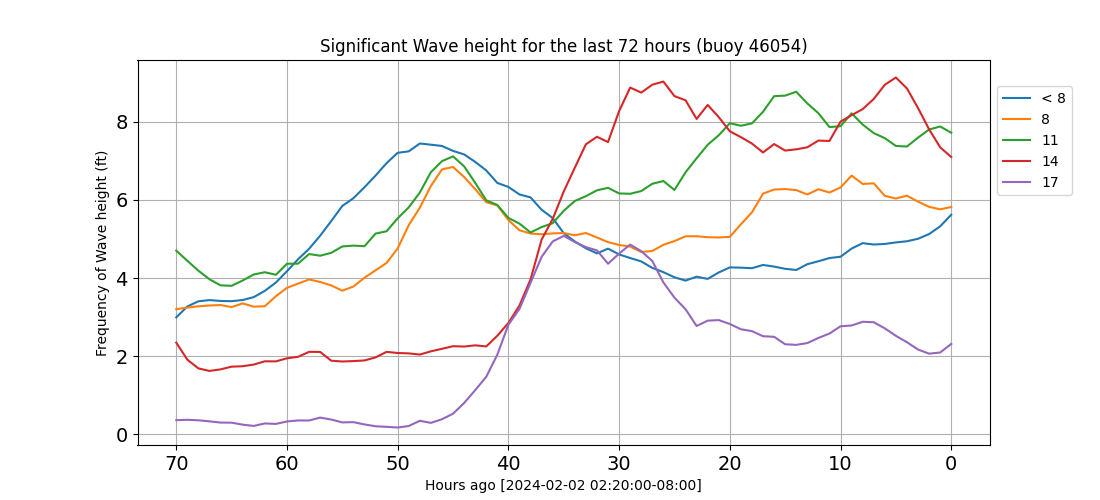 Significant Wave height for the last 72 hours (buoy 46054)
Frequency of Wave height (ft)
8
6
4
2
0
70 60 50 40 30 20 10 0
Hours ago [2024-02-02 02:20:00-08:00]
< 8
8
11
14
17